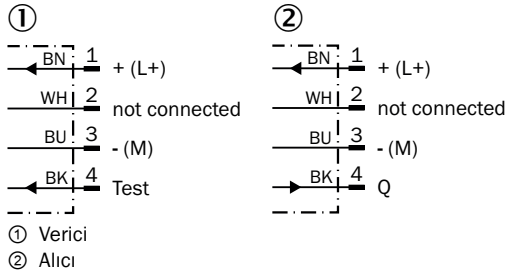 ① ②
BN 1 + (L+) BN 1 + (L+)
WH 2 not connected WH 2 not connected
BU 3 - (M) BU 3 - (M)
BK 4 Test BK 4 Q
① Verici
② Alıcı